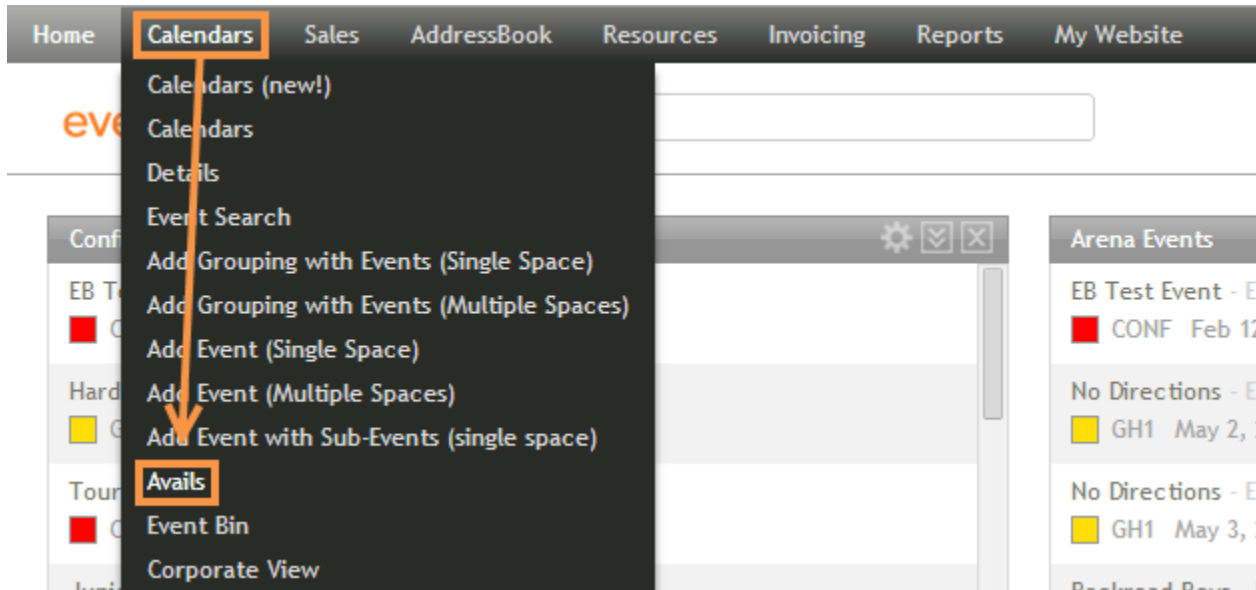 Home Calendars Sales AddressBook Resources Invoicing Reports My Website
Calendars (new!)
Calendars
Details
Event Search
Add Grouping with Events (Single Space)
Add Grouping with Events (Multiple Spaces)
Add Event (Single Space)
Add Event (Multiple Spaces)
Add Event with Sub-Events (single space)
Avails
Event Bin
Corporate View
EB
Arena Events
EB Test Event -
CONF Feb 12
No Directions -
GH1 May 2,
No Directions -
GH1 May 3,